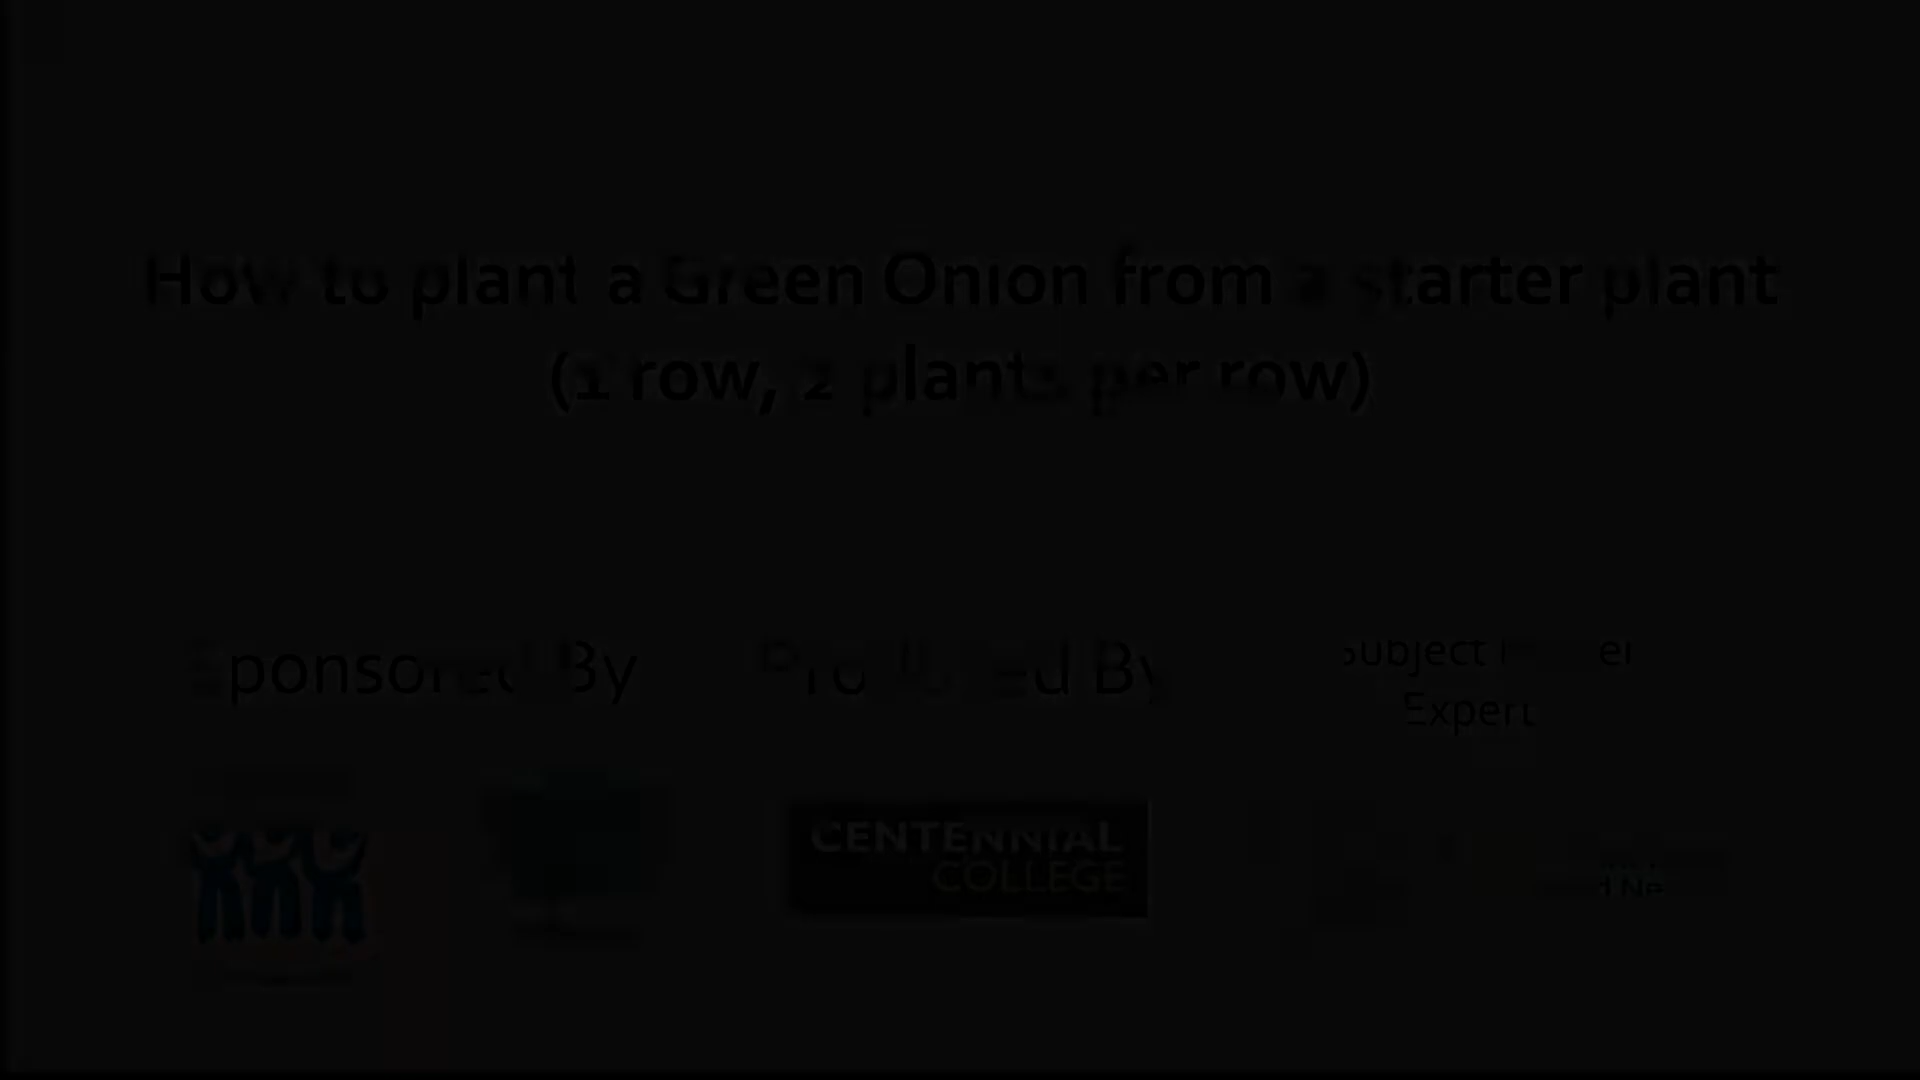 How to plant a Green Onion from a starter plant
(1 row, 2 plants per row)
Sponsored By
Produced By
Subject
Expert
CENTENNIAL
COLLEGE